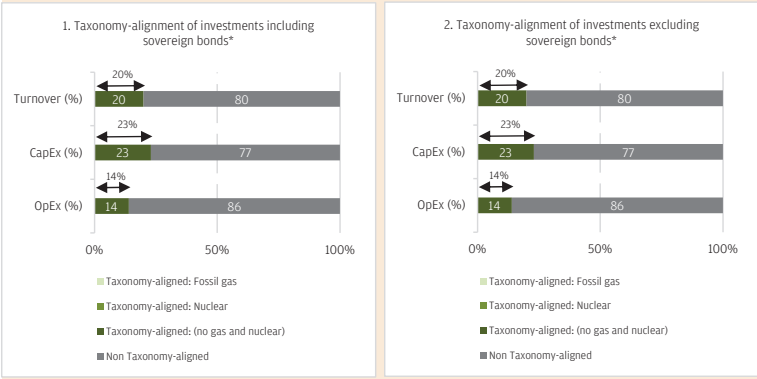 1. Taxonomy-alignment of investments including
sovereign bonds*
20%
Turnover (%) 20 80
23%
CapEx (%) 23 77
14%
OpEx (%) 14 86
0% 50% 100%
Taxonomy-aligned: Fossil gas
Taxonomy-aligned: Nuclear
Taxonomy-aligned: (no gas and nuclear)
Non Taxonomy-aligned
2. Taxonomy-alignment of investments excluding
sovereign bonds*
20%
Turnover (%) 20 80
23%
CapEx (%) 23 77
14%
OpEx (%) 14 86
0% 50% 100%
Taxonomy-aligned: Fossil gas
Taxonomy-aligned: Nuclear
Taxonomy-aligned: (no gas and nuclear)
Non Taxonomy-aligned